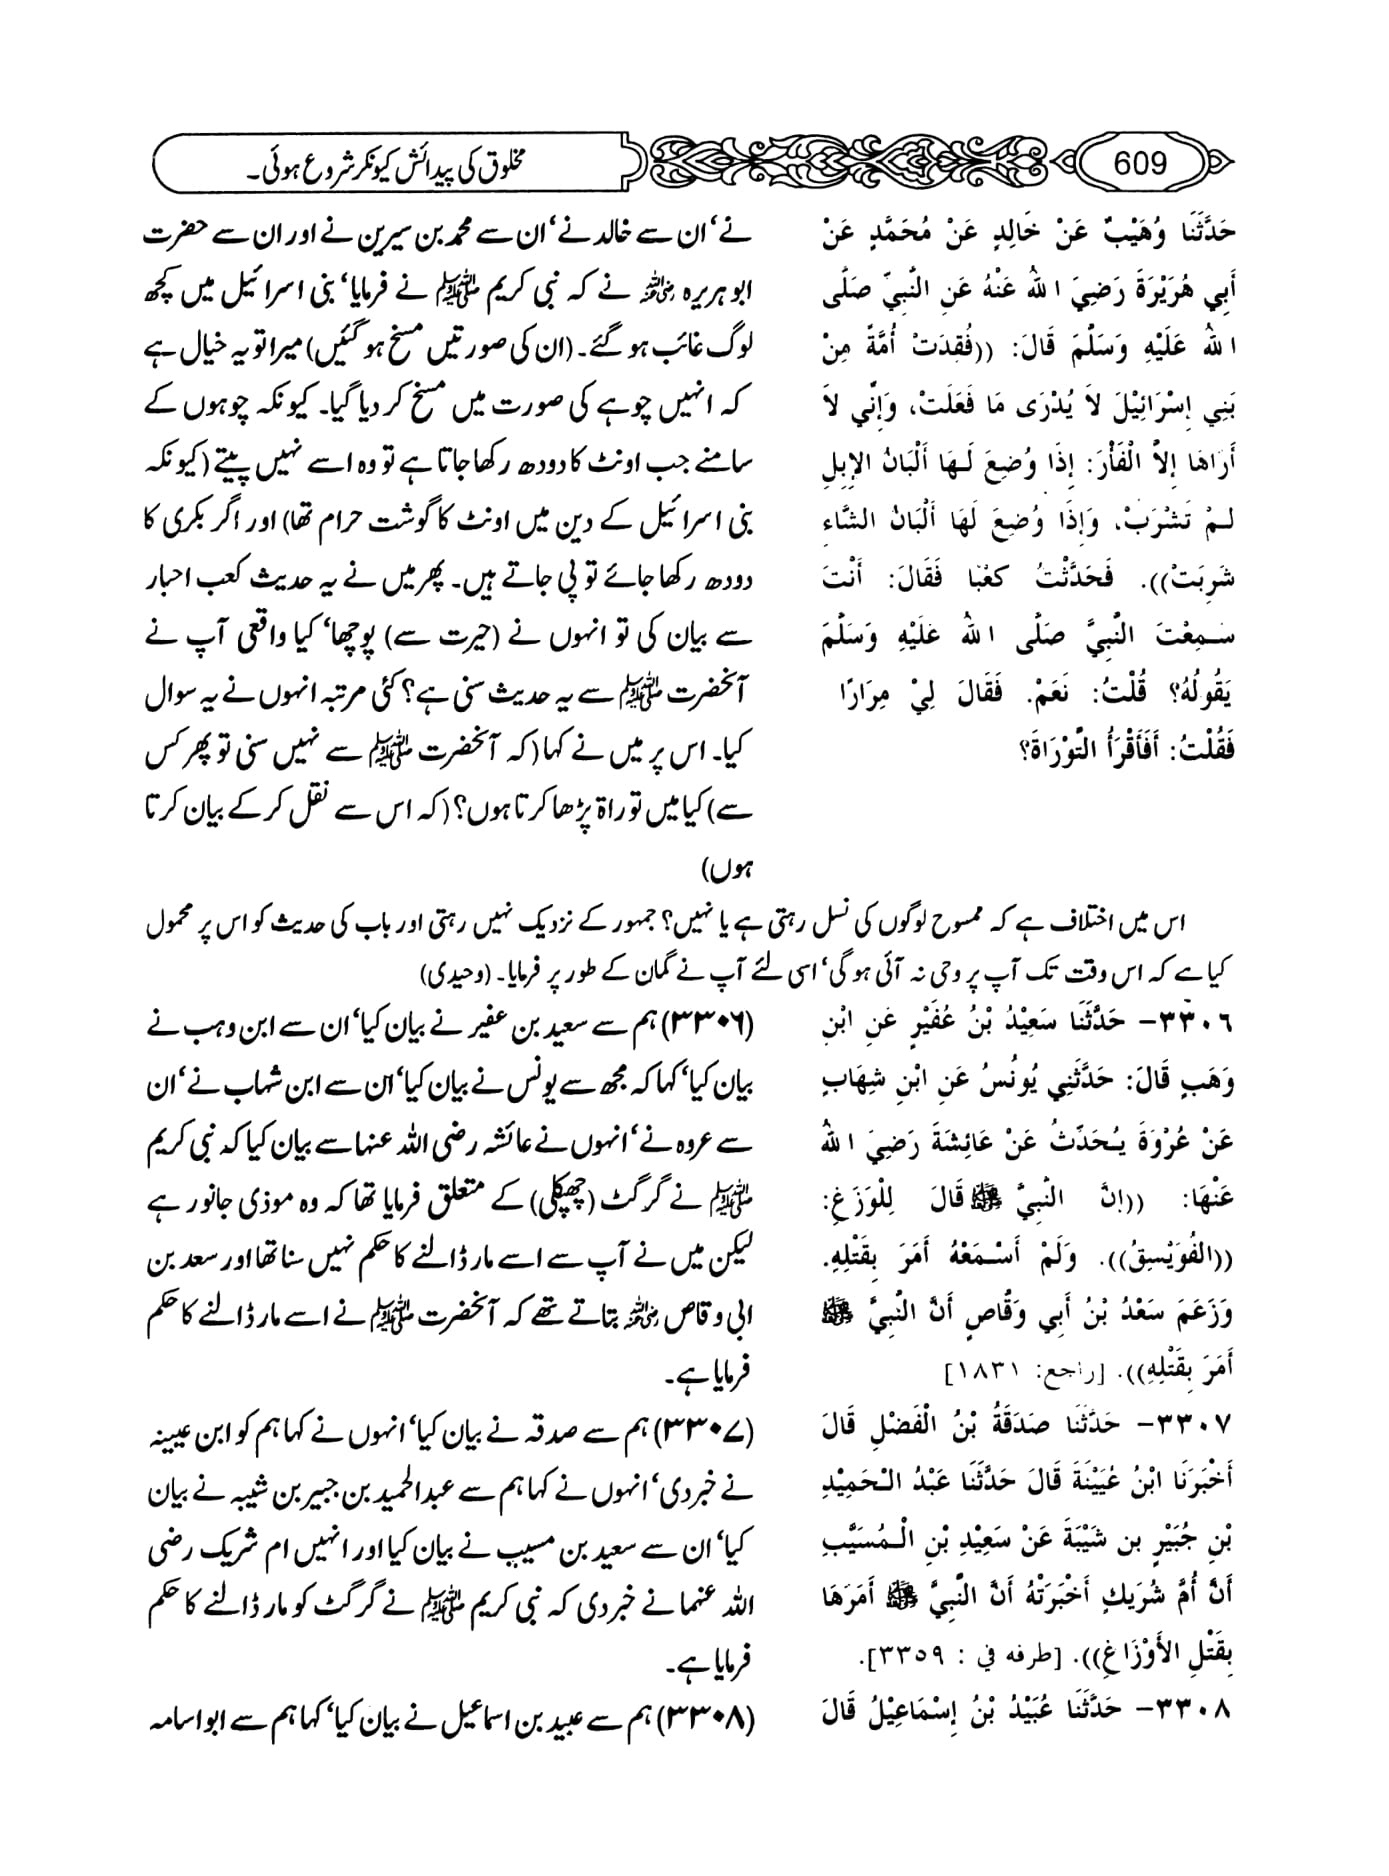 609
مخلوق کی پیدائش کیونکر شروع ہوئی۔
حَدَّثَنَا وُهَيْبٌ عَنْ خَالِدٍ عَنْ مُحَمَّدٍ عَنْ
أَبِي هُرَيْرَةَ رَضِيَ اللهُ عَنْهُ عَنِ النَّبِيِّ صَلَّى
اللهُ عَلَيْهِ وَسَلَّمَ قَالَ: ((فُقِدَتْ أُمَّةٌ مِنْ
بَنِي إِسْرَائِيْلَ لاَ يُدْرَى مَا فَعَلَتْ، وَإِنِّي لاَ
أَرَاهَا إِلاَّ الْفَأْرَ: إِذَا وُضِعَ لَـهَا أَلْبَانُ الإِبِلِ
لَـمْ تَشْرَبْ، وَإِذَا وُضِعَ لَهَا أَلْبَانُ الشَّاءِ
شَرِبَتْ)). فَحَدَّثْتُ كَعْبًا فَقَالَ: أَنْتَ
سَـمِعْتَ النَّبِيَّ صَلَّى اللهُ عَلَيْهِ وَسَلَّمَ
يَقُولُهُ؟ قُلْتُ: نَعَمْ. فَقَالَ لِيْ مِرَارًا
فَقُلْتُ: أَفَأَقْرَأُ التَّوْرَاةَ؟
نے‘ ان سے خالد نے‘ ان سے محمد بن سیرین نے اور ان سے حضرت
ابو ہریرہ رضی اللہ عنہ نے کہ نبی کریم ﷺ نے فرمایا‘ بنی اسرائیل میں کچھ
لوگ غائب ہو گئے۔ (ان کی صورتیں مسخ ہو گئیں) میرا تو یہ خیال ہے
کہ انہیں چوہے کی صورت میں مسخ کر دیا گیا۔ کیونکہ چوہوں کے
سامنے جب اونٹ کا دودھ رکھا جاتا ہے تو وہ اسے نہیں پیتے (کیونکہ
بنی اسرائیل کے دین میں اونٹ کا گوشت حرام تھا) اور اگر بکری کا
دودھ رکھا جائے تو پی جاتے ہیں۔ پھر میں نے یہ حدیث کعب احبار
سے بیان کی تو انہوں نے (حیرت سے) پوچھا‘ کیا واقعی آپ نے
آنحضرت ﷺ سے یہ حدیث سنی ہے؟ کئی مرتبہ انہوں نے یہ سوال
کیا۔ اس پر میں نے کہا (کہ آنحضرت ﷺ سے نہیں سنی تو پھر کس
سے) کیا میں توراۃ پڑھا کرتا ہوں؟ (کہ اس سے نقل کر کے بیان کرتا
ہوں)
اس میں اختلاف ہے کہ ممسوح لوگوں کی نسل رہتی ہے یا نہیں؟ جمہور کے نزدیک نہیں رہتی اور باب کی حدیث کو اس پر محمول
کیا ہے کہ اس وقت تک آپ پر وحی نہ آئی ہو گی‘ اسی لئے آپ نے گمان کے طور پر فرمایا۔ (وحیدی)
٣٣٠٦– حَدَّثَنَا سَعِيْدُ بْنُ عُفَيْرٍ عَنِ ابْنِ
وَهَبٍ قَالَ: حَدَّثَنِي يُونُسُ عَنِ ابْنِ شِهَابٍ
عَنْ عُرْوَةَ يُـحَدِّثُ عَنْ عَائِشَةَ رَضِيَ اللهُ
عَنْهَا: ((إِنَّ النَّبِيَّ ﷺ قَالَ لِلْوَزَغِ:
((الفُوَيْسِقُ)). وَلَمْ أَسْـمَعْهُ أَمَرَ بِقَتْلِهِ.
وَزَعَمَ سَعْدُ بْنُ أَبِي وَقَّاصٍ أَنَّ النَّبِيَّ ﷺ
أَمَرَ بِقَتْلِهِ)). [راجع: ١٨٣١]
(۳۳۰۶) ہم سے سعید بن عفیر نے بیان کیا‘ ان سے ابن وہب نے
بیان کیا‘ کہا کہ مجھ سے یونس نے بیان کیا‘ ان سے ابن شہاب نے‘ ان
سے عروہ نے‘ انہوں نے عائشہ رضی اللہ عنہا سے بیان کیا کہ نبی کریم
ﷺ نے گرگٹ (چھپکلی) کے متعلق فرمایا تھا کہ وہ موذی جانور ہے
لیکن میں نے آپ سے اسے مار ڈالنے کا حکم نہیں سنا تھا اور سعد بن
ابی وقاص رضی اللہ عنہ بتاتے تھے کہ آنحضرت ﷺ نے اسے مار ڈالنے کا حکم
فرمایا ہے۔
٣٣٠٧– حَدَّثَنَا صَدَقَةُ بْنُ الْفَضْلِ قَالَ
أَخْبَرَنَا ابْنُ عُيَيْنَةَ قَالَ حَدَّثَنَا عَبْدُ الْـحَمِيْدِ
بْنِ جُبَيْرٍ بن شَيْبَةَ عَنْ سَعِيْدِ بْنِ الْـمُسَيَّبِ
أَنَّ أُمَّ شُرَيكٍ أَخْبَرَتْهُ أَنَّ النَّبِيَّ ﷺ أَمَرَهَا
بِقَتْلِ الأَوْزَاغِ)). [طرفه في : ٣٣٥٩].
(۳۳۰۷) ہم سے صدقہ نے بیان کیا‘ انہوں نے کہا ہم کو ابن عیینہ
نے خبر دی‘ انہوں نے کہا ہم سے عبدالحمید بن جبیر بن شیبہ نے بیان
کیا‘ ان سے سعید بن مسیب نے بیان کیا اور انہیں ام شریک رضی
اللہ عنہا نے خبر دی کہ نبی کریم ﷺ نے گرگٹ کو مار ڈالنے کا حکم
فرمایا ہے۔
٣٣٠٨– حَدَّثَنَا عُبَيْدُ بْنُ إِسْمَاعِيْلُ قَالَ
(۳۳۰۸) ہم سے عبید بن اسماعیل نے بیان کیا‘ کہا ہم سے ابو اسامہ